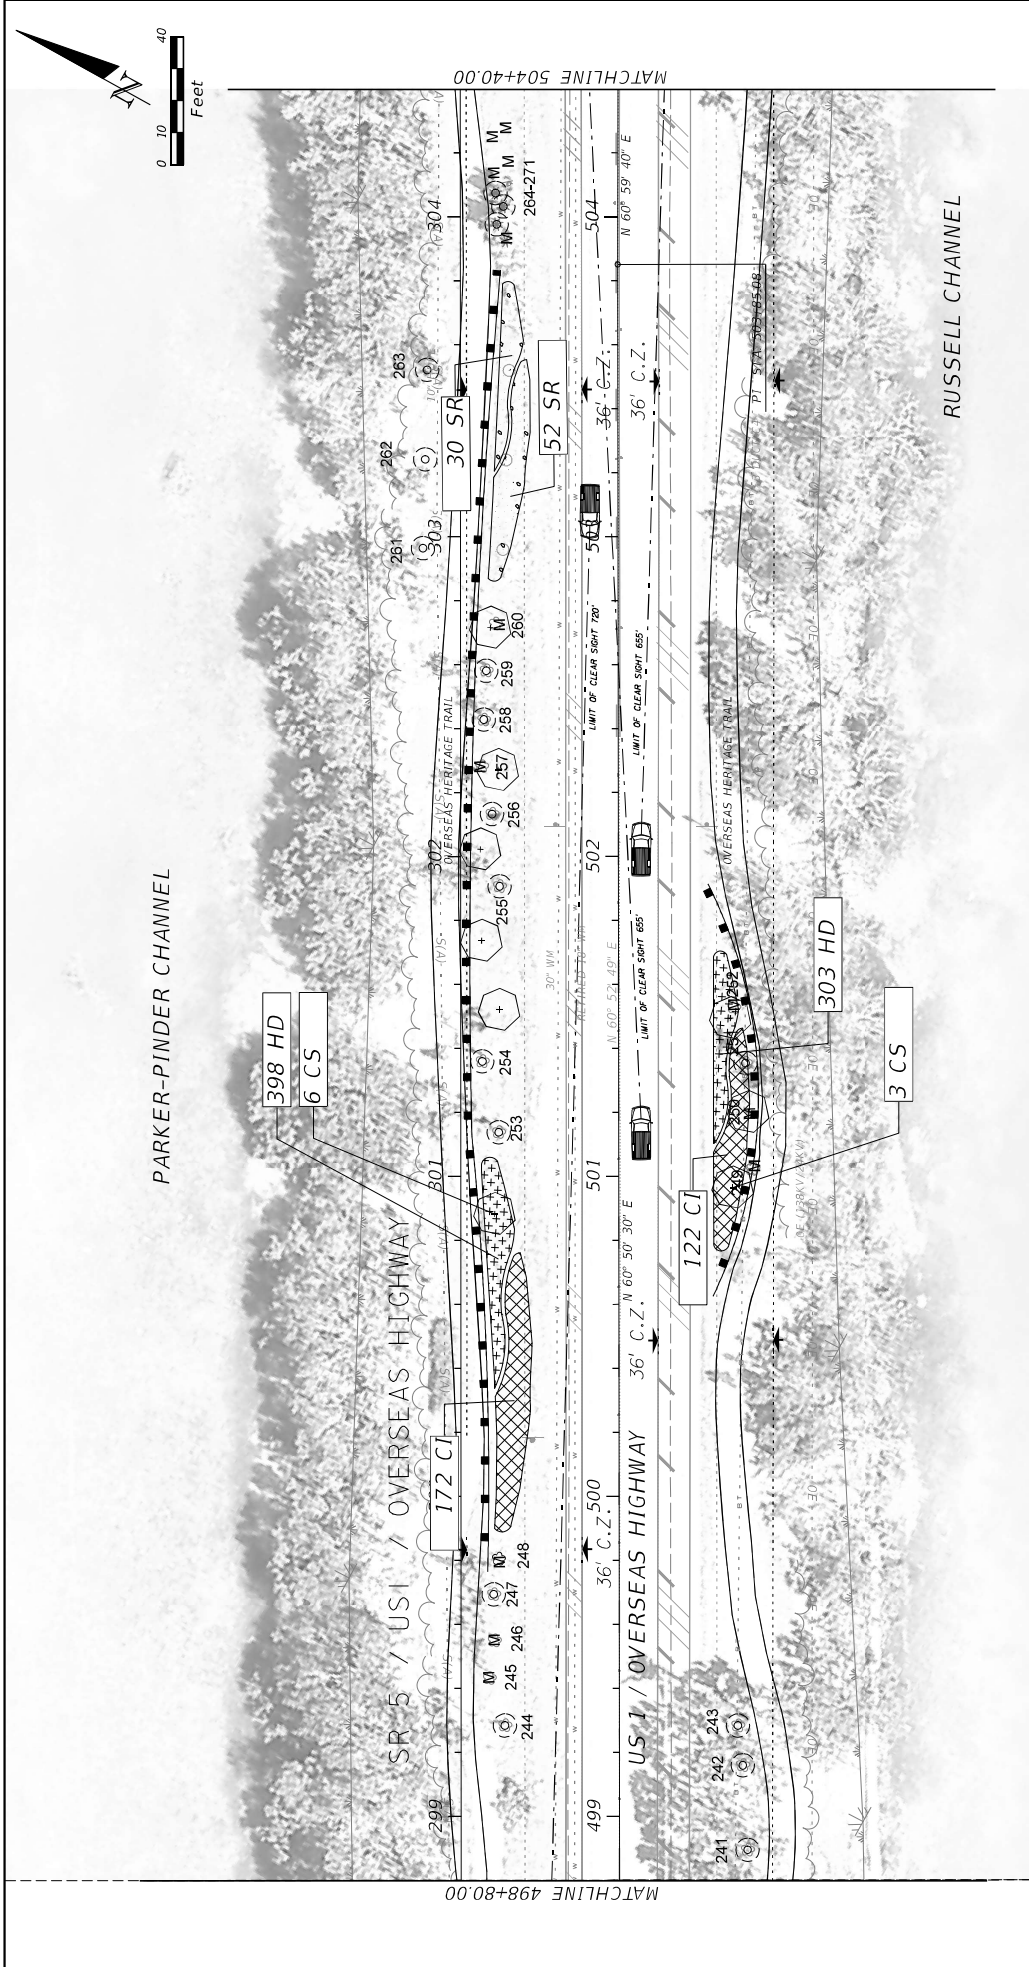 MATCHLINE 504+40.00
N
0 10 40
Feet
PARKER-PINDER CHANNEL
SR 5 / US1 / OVERSEAS HIGHWAY
US 1 / OVERSEAS HIGHWAY
RUSSELL CHANNEL
304
303
302
301
299
504
503
502
501
500
499
264-271
263
262
261
260
259
258
257
256
255
254
253
252
250
249
248
247
246
245
244
243
242
241
30 SR
52 SR
398 HD
6 CS
172 CI
303 HD
3 CS
122 CI
36' C.Z.
36' C.Z.
36' C.Z.
36' C.Z.
N 60° 59' 40" E
N 60° 52' 49" E
N 60° 50' 30" E
PI STA 503+85.08
LIMIT OF CLEAR SIGHT 720'
LIMIT OF CLEAR SIGHT 655'
LIMIT OF CLEAR SIGHT 655'
OVERSEAS HERITAGE TRAIL
OVERSEAS HERITAGE TRAIL
30" WM
M
M
M
M
M
M
M
M
M
M
M
M
S(A)
S(A)
S(A)
S(A)
BT
OE
OE
OE
MATCHLINE 498+80.00